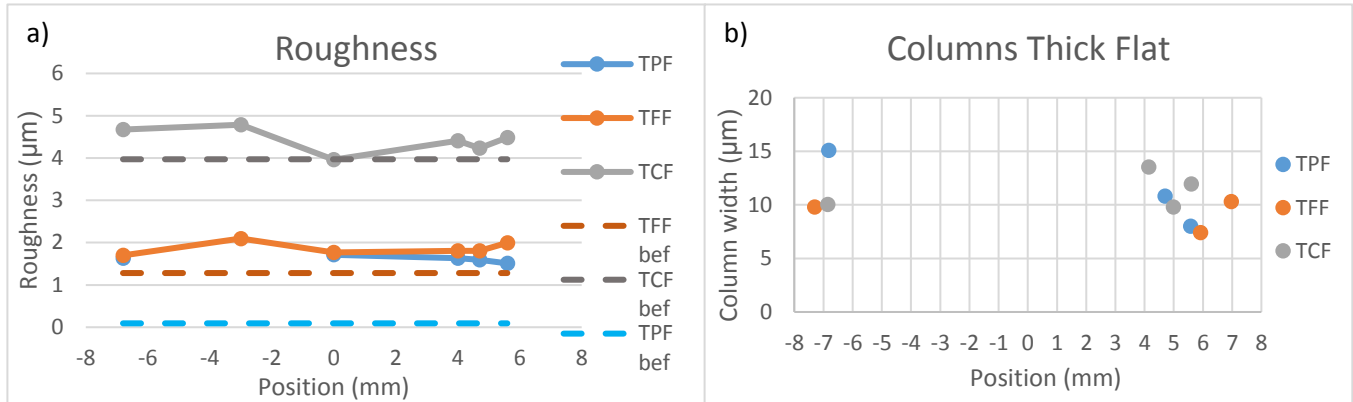 a)
Roughness
Roughness (µm)
6
5
4
3
2
1
0
-8 -6 -4 -2 0 2 4 6 8
Position (mm)
TPF
TFF
TCF
TFF
bef
TCF
bef
TPF
bef
b)
Columns Thick Flat
Column width (µm)
20
15
10
5
0
-8 -7 -6 -5 -4 -3 -2 -1 0 1 2 3 4 5 6 7 8
Position (mm)
TPF
TFF
TCF